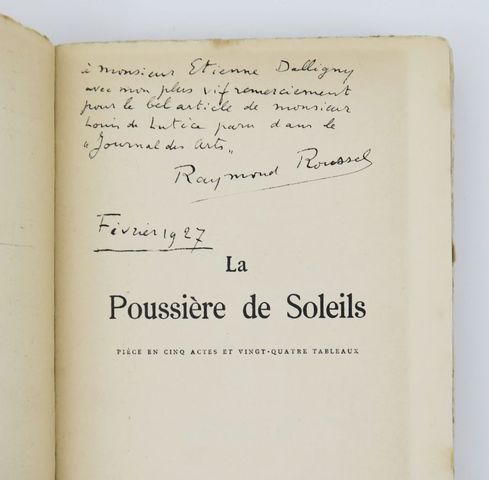 à monsieur Etienne Dalligny
avec mon plus vif remerciement
pour le bel article de monsieur
Louis de Lutèce paru dans le
"Journal des Arts"
Raymond Roussel
Février 1927
La
Poussière de Soleils
PIÈCE EN CINQ ACTES ET VINGT-QUATRE TABLEAUX